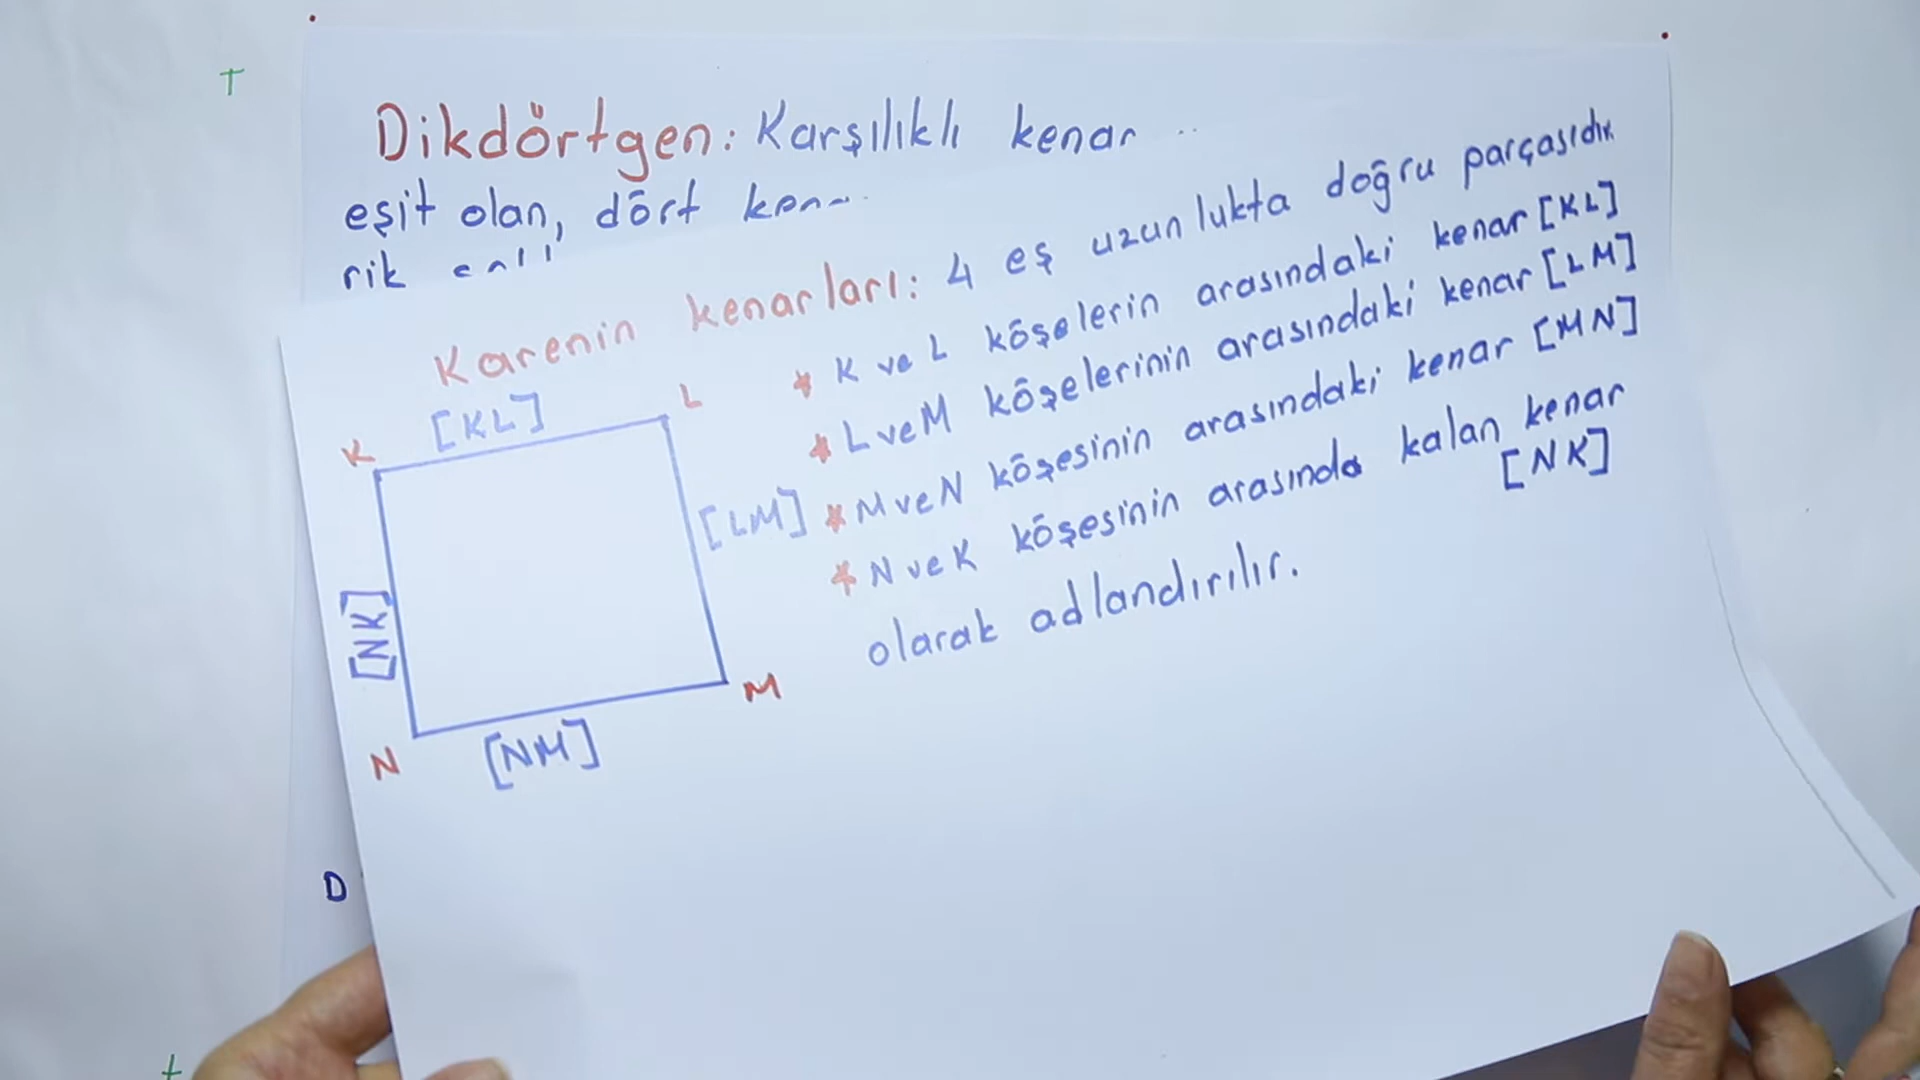 T
Dikdörtgen: Karşılıklı kenar
eşit olan, dört
rik
Karenin kenarları: 4 eş uzunlukta doğru parçasıdır.
* K ve L köşelerin arasındaki kenar [KL]
* L ve M köşelerinin arasındaki kenar [LM]
* M ve N köşesinin arasındaki kenar [MN]
* N ve K köşesinin arasında kalan kenar
[NK]
olarak adlandırılır.
K
[KL]
L
[LM]
[NK]
M
N
[NM]
D